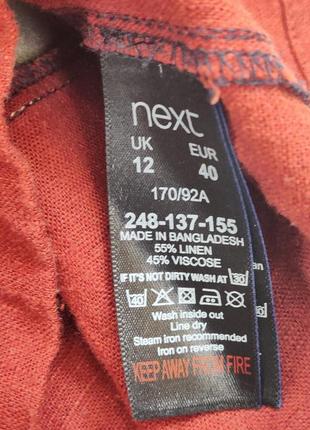 next
UK EUR
12 40
170/92A
248-137-155
MADE IN BANGLADESH
55% LINEN
45% VISCOSE
IF IT'S NOT DIRTY WASH AT 30
40
Wash inside out
Line dry
Steam iron recommended
Iron on reverse
KEEP AWAY FROM FIRE